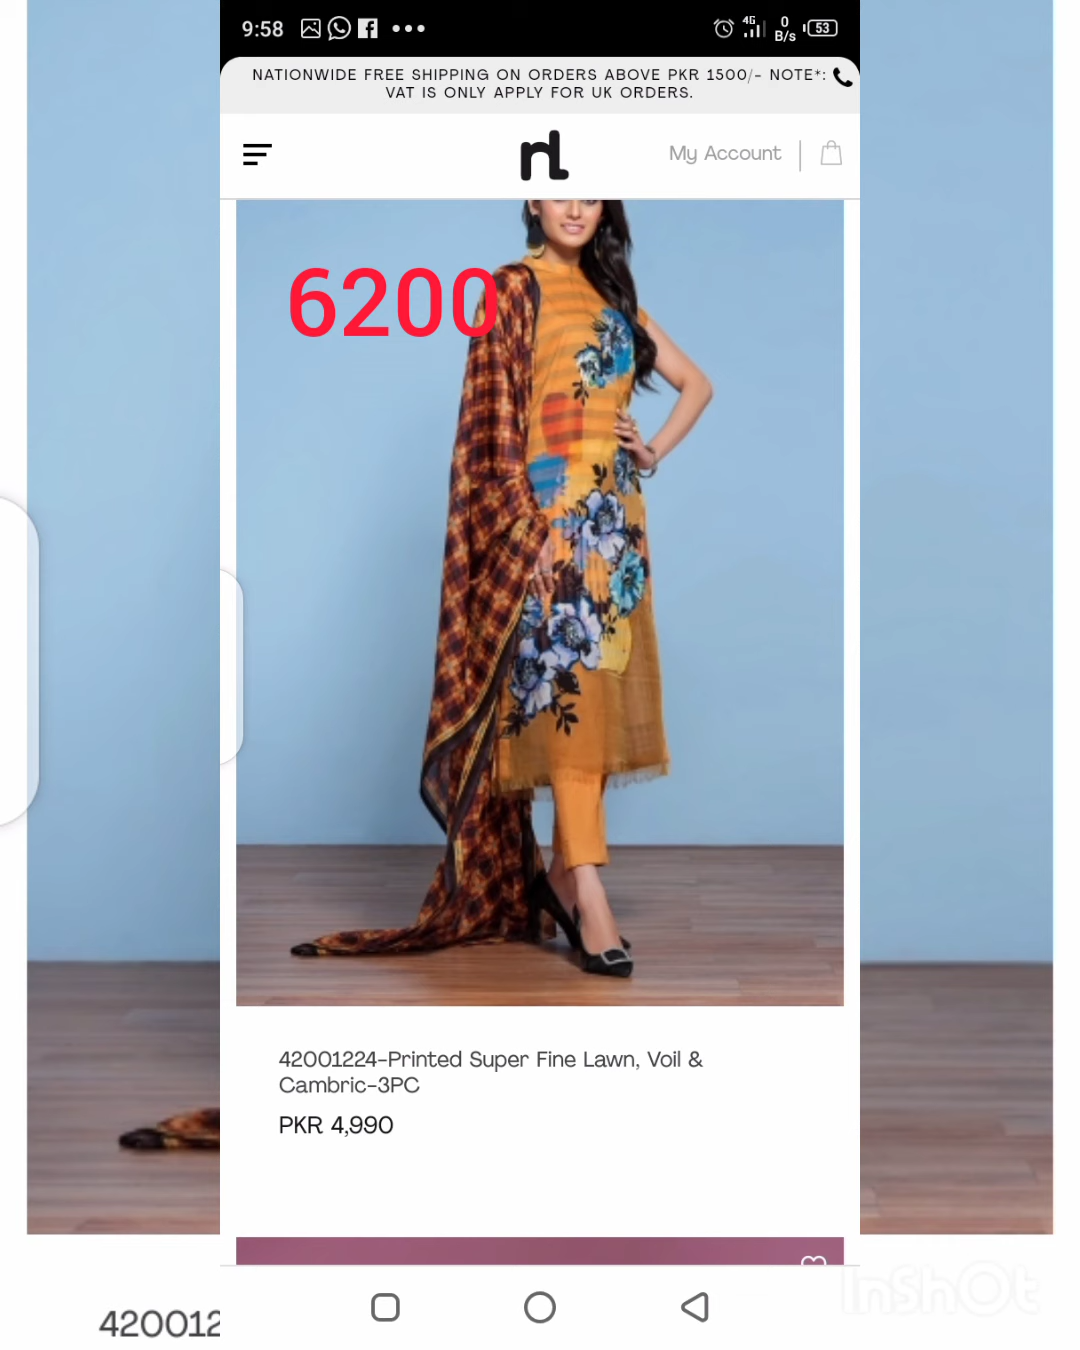 9:58
4G
0
B/s
53
NATIONWIDE FREE SHIPPING ON ORDERS ABOVE PKR 1500/- NOTE*:
VAT IS ONLY APPLY FOR UK ORDERS.
nL
My Account
6200
42001224-Printed Super Fine Lawn, Voil &
Cambric-3PC
PKR 4,990
InShOt
420012